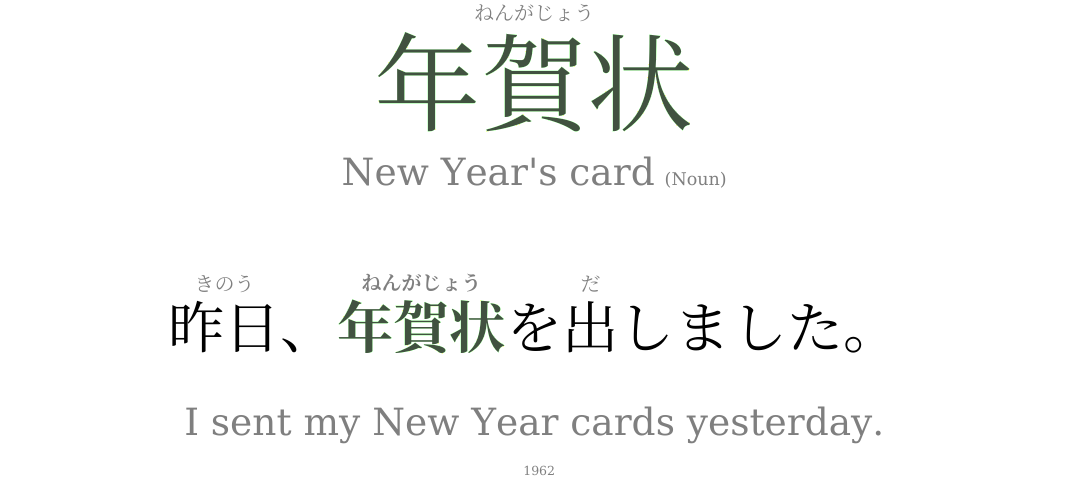 ねんがじょう
年賀状
New Year's card (Noun)
きのう ねんがじょう だ
昨日、年賀状を出しました。
I sent my New Year cards yesterday.
1962